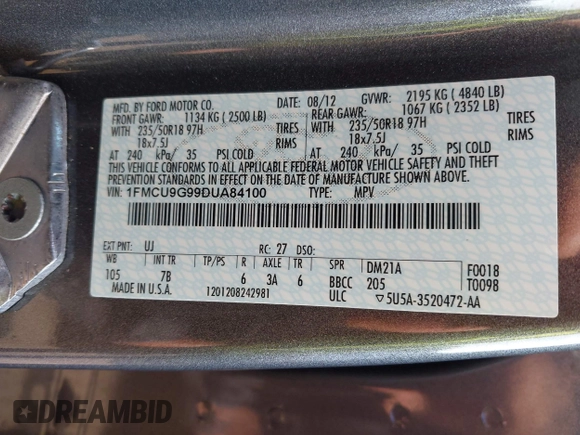 MFD. BY FORD MOTOR CO. DATE: 08/12 GVWR: 2195 KG ( 4840 LB)
FRONT GAWR: 1134 KG ( 2500 LB) REAR GAWR: 1067 KG ( 2352 LB)
WITH 235/50R18 97H TIRES WITH 235/50R18 97H TIRES
18x7.5J RIMS 18x7.5J RIMS
AT 240 kPa/ 35 PSI COLD AT 240 kPa/ 35 PSI COLD
THIS VEHICLE CONFORMS TO ALL APPLICABLE FEDERAL MOTOR VEHICLE SAFETY AND THEFT
PREVENTION STANDARDS IN EFFECT ON THE DATE OF MANUFACTURE SHOWN ABOVE.
VIN: 1FMCU9G99DUA84100 TYPE: MPV
EXT PNT: UJ RC: 27 DSO:
WB INT TR TP/PS R AXLE TR SPR DM21A F0018
105 7B 6 3A 6 BBCC 205 T0098
MADE IN U.S.A. 1201208242981 ULC ▽5U5A-3520472-AA
DREAMBID